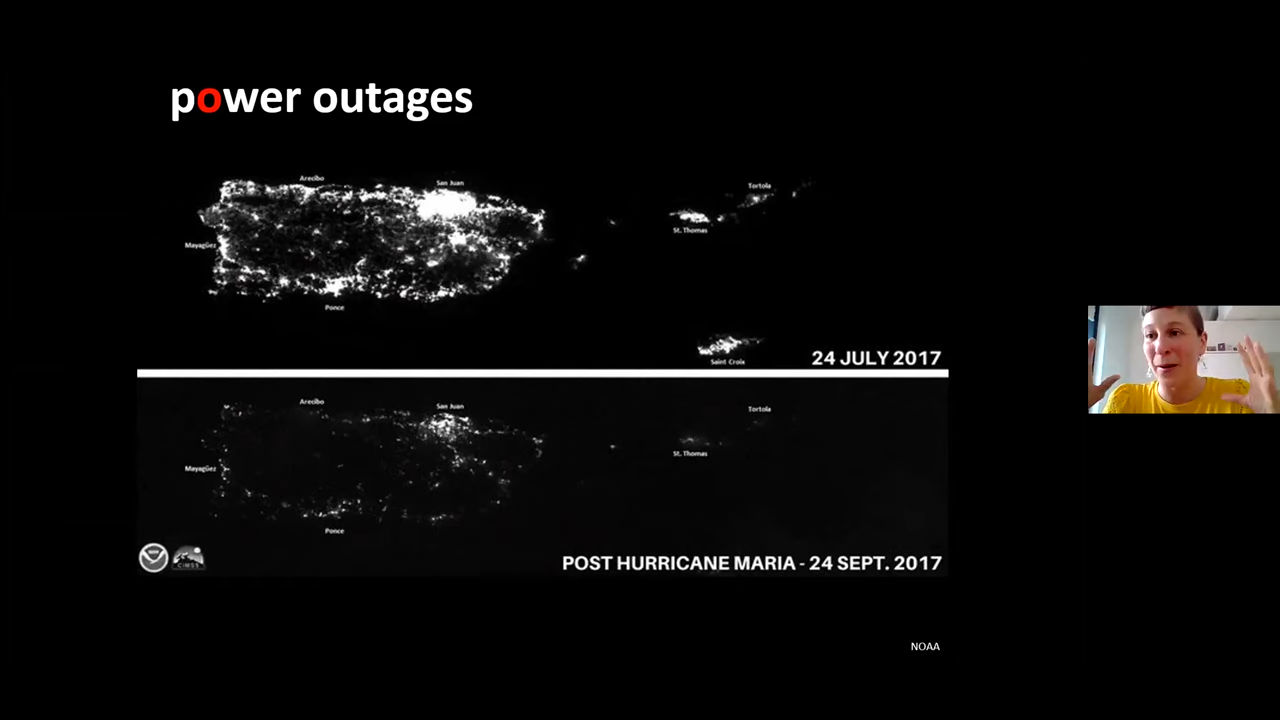 power outages
Arecibo
San Juan
Tortola
St. Thomas
Mayagüez
Ponce
Saint Croix
24 JULY 2017
Arecibo
San Juan
Tortola
St. Thomas
Mayagüez
Ponce
CIMSS
POST HURRICANE MARIA - 24 SEPT. 2017
NOAA